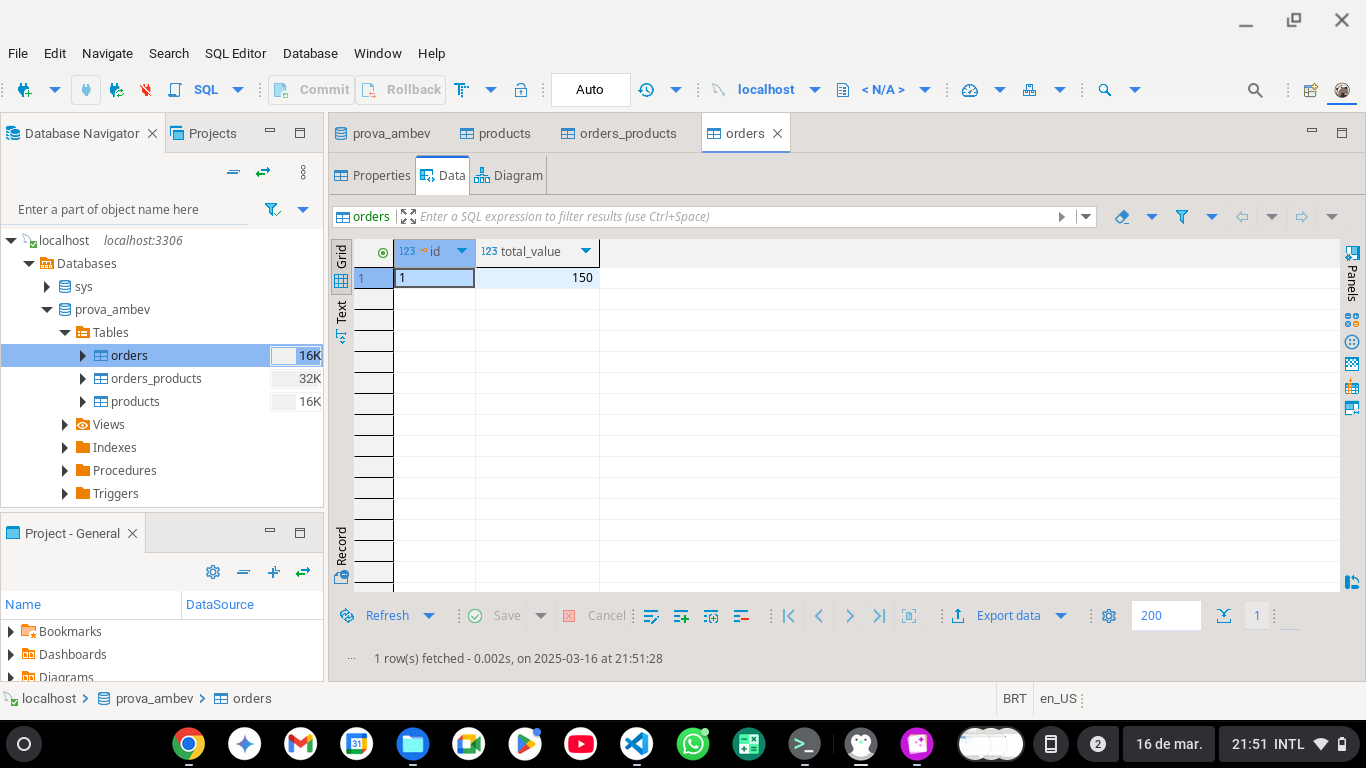 File Edit Navigate Search SQL Editor Database Window Help
SQL Commit Rollback Auto localhost < N/A >
Database Navigator Projects
Enter a part of object name here
localhost localhost:3306
Databases
sys
prova_ambev
Tables
orders 16K
orders_products 32K
products 16K
Views
Indexes
Procedures
Triggers
Project - General
Name DataSource
Bookmarks
Dashboards
Diagrams
prova_ambev products orders_products orders
Properties Data Diagram
orders Enter a SQL expression to filter results (use Ctrl+Space)
Grid
Text
Record
123 id 123 total_value
1 1 150
Panels
Refresh Save Cancel Export data 200 1
1 row(s) fetched - 0.002s, on 2025-03-16 at 21:51:28
localhost prova_ambev orders BRT en_US
31 2 16 de mar. 21:51 INTL